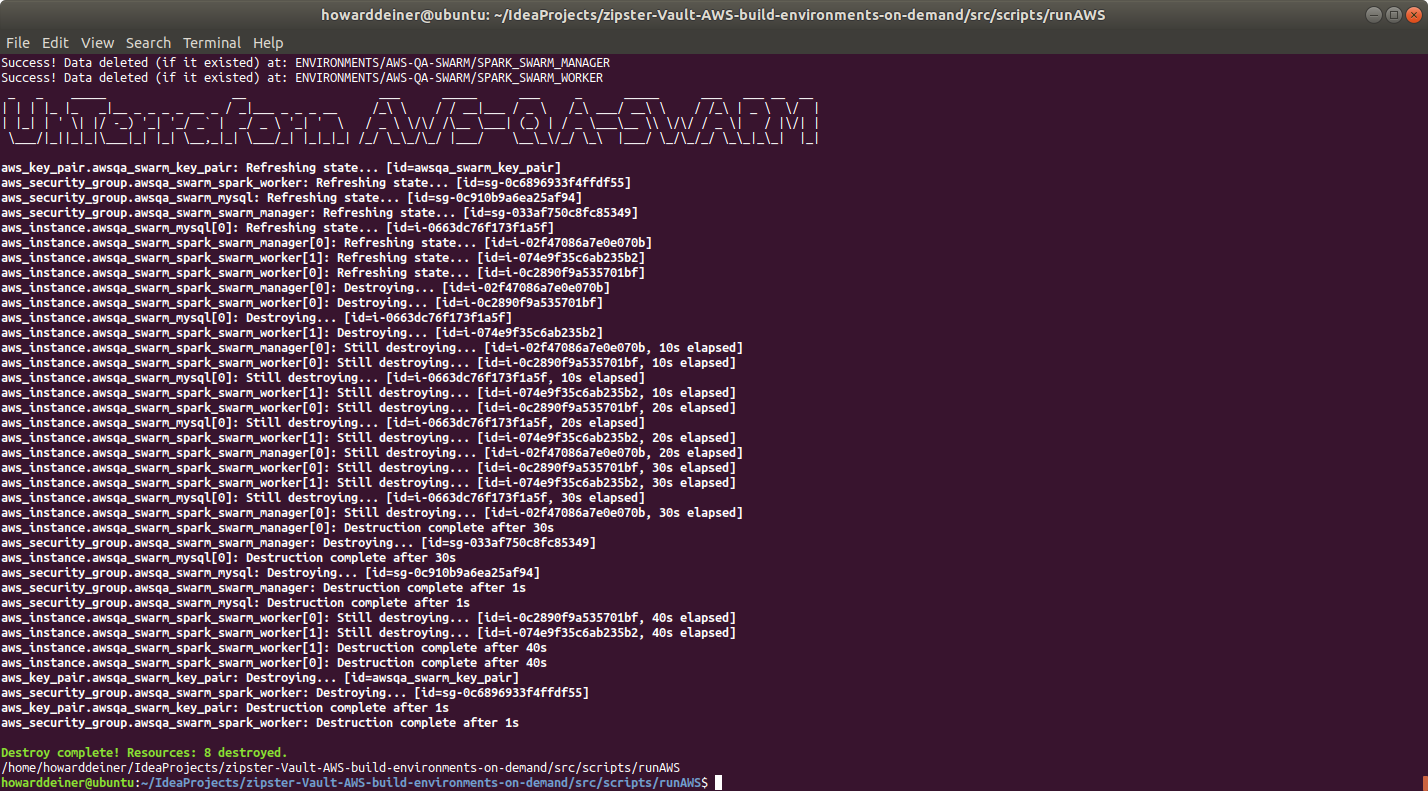 howarddeiner@ubuntu: ~/IdeaProjects/zipster-Vault-AWS-build-environments-on-demand/src/scripts/runAWS
File Edit View Search Terminal Help
Success! Data deleted (if it existed) at: ENVIRONMENTS/AWS-QA-SWARM/SPARK_SWARM_MANAGER
Success! Data deleted (if it existed) at: ENVIRONMENTS/AWS-QA-SWARM/SPARK_SWARM_WORKER
UnTerraform AWS-QA-SWARM
aws_key_pair.awsqa_swarm_key_pair: Refreshing state... [id=awsqa_swarm_key_pair]
aws_security_group.awsqa_swarm_spark_worker: Refreshing state... [id=sg-0c6896933f4ffdf55]
aws_security_group.awsqa_swarm_mysql: Refreshing state... [id=sg-0c910b9a6ea25af94]
aws_security_group.awsqa_swarm_swarm_manager: Refreshing state... [id=sg-033af750c8fc85349]
aws_instance.awsqa_swarm_mysql[0]: Refreshing state... [id=i-0663dc76f173f1a5f]
aws_instance.awsqa_swarm_spark_swarm_manager[0]: Refreshing state... [id=i-02f47086a7e0e070b]
aws_instance.awsqa_swarm_spark_swarm_worker[1]: Refreshing state... [id=i-074e9f35c6ab235b2]
aws_instance.awsqa_swarm_spark_swarm_worker[0]: Refreshing state... [id=i-0c2890f9a535701bf]
aws_instance.awsqa_swarm_spark_swarm_manager[0]: Destroying... [id=i-02f47086a7e0e070b]
aws_instance.awsqa_swarm_spark_swarm_worker[0]: Destroying... [id=i-0c2890f9a535701bf]
aws_instance.awsqa_swarm_mysql[0]: Destroying... [id=i-0663dc76f173f1a5f]
aws_instance.awsqa_swarm_spark_swarm_worker[1]: Destroying... [id=i-074e9f35c6ab235b2]
aws_instance.awsqa_swarm_spark_swarm_manager[0]: Still destroying... [id=i-02f47086a7e0e070b, 10s elapsed]
aws_instance.awsqa_swarm_spark_swarm_worker[0]: Still destroying... [id=i-0c2890f9a535701bf, 10s elapsed]
aws_instance.awsqa_swarm_mysql[0]: Still destroying... [id=i-0663dc76f173f1a5f, 10s elapsed]
aws_instance.awsqa_swarm_spark_swarm_worker[1]: Still destroying... [id=i-074e9f35c6ab235b2, 10s elapsed]
aws_instance.awsqa_swarm_spark_swarm_worker[0]: Still destroying... [id=i-0c2890f9a535701bf, 20s elapsed]
aws_instance.awsqa_swarm_mysql[0]: Still destroying... [id=i-0663dc76f173f1a5f, 20s elapsed]
aws_instance.awsqa_swarm_spark_swarm_worker[1]: Still destroying... [id=i-074e9f35c6ab235b2, 20s elapsed]
aws_instance.awsqa_swarm_spark_swarm_manager[0]: Still destroying... [id=i-02f47086a7e0e070b, 20s elapsed]
aws_instance.awsqa_swarm_spark_swarm_worker[0]: Still destroying... [id=i-0c2890f9a535701bf, 30s elapsed]
aws_instance.awsqa_swarm_spark_swarm_worker[1]: Still destroying... [id=i-074e9f35c6ab235b2, 30s elapsed]
aws_instance.awsqa_swarm_mysql[0]: Still destroying... [id=i-0663dc76f173f1a5f, 30s elapsed]
aws_instance.awsqa_swarm_spark_swarm_manager[0]: Still destroying... [id=i-02f47086a7e0e070b, 30s elapsed]
aws_instance.awsqa_swarm_spark_swarm_manager[0]: Destruction complete after 30s
aws_security_group.awsqa_swarm_swarm_manager: Destroying... [id=sg-033af750c8fc85349]
aws_instance.awsqa_swarm_mysql[0]: Destruction complete after 30s
aws_security_group.awsqa_swarm_mysql: Destroying... [id=sg-0c910b9a6ea25af94]
aws_security_group.awsqa_swarm_swarm_manager: Destruction complete after 1s
aws_security_group.awsqa_swarm_mysql: Destruction complete after 1s
aws_instance.awsqa_swarm_spark_swarm_worker[0]: Still destroying... [id=i-0c2890f9a535701bf, 40s elapsed]
aws_instance.awsqa_swarm_spark_swarm_worker[1]: Still destroying... [id=i-074e9f35c6ab235b2, 40s elapsed]
aws_instance.awsqa_swarm_spark_swarm_worker[1]: Destruction complete after 40s
aws_instance.awsqa_swarm_spark_swarm_worker[0]: Destruction complete after 40s
aws_key_pair.awsqa_swarm_key_pair: Destroying... [id=awsqa_swarm_key_pair]
aws_security_group.awsqa_swarm_spark_worker: Destroying... [id=sg-0c6896933f4ffdf55]
aws_key_pair.awsqa_swarm_key_pair: Destruction complete after 1s
aws_security_group.awsqa_swarm_spark_worker: Destruction complete after 1s
Destroy complete! Resources: 8 destroyed.
/home/howarddeiner/IdeaProjects/zipster-Vault-AWS-build-environments-on-demand/src/scripts/runAWS
howarddeiner@ubuntu:~/IdeaProjects/zipster-Vault-AWS-build-environments-on-demand/src/scripts/runAWS$